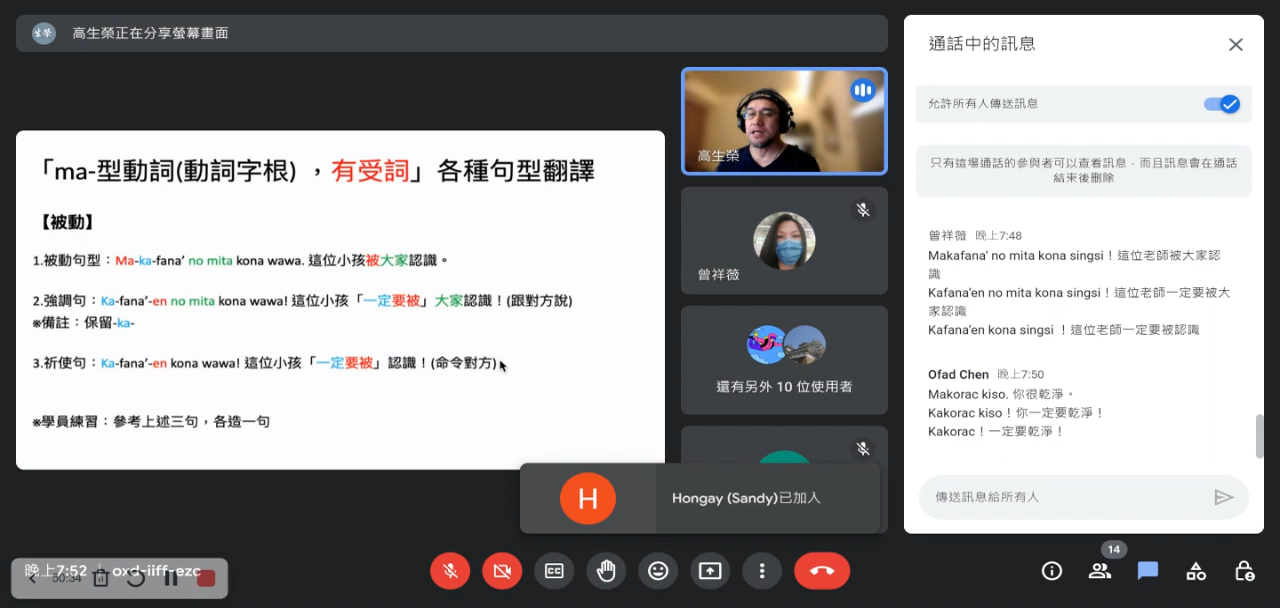 生榮 高生榮正在分享螢幕畫面
「ma-型動詞(動詞字根) ，有受詞」各種句型翻譯
【被動】
1.被動句型：Ma-ka-fana’ no mita kona wawa. 這位小孩被大家認識。
2.強調句：Ka-fana’-en no mita kona wawa! 這位小孩「一定要被」大家認識！(跟對方說)
※備註：保留-ka-
3.祈使句：Ka-fana’-en kona wawa! 這位小孩「一定要被」認識！(命令對方)
※學員練習：參考上述三句，各造一句
高生榮
曾祥薇
還有另外 10 位使用者
H Hongay (Sandy)已加入
通話中的訊息
允許所有人傳送訊息
只有這場通話的參與者可以查看訊息，而且訊息會在通話
結束後刪除
曾祥薇 晚上7:48
Makafana’ no mita kona singsi！這位老師被大家認
識
Kafana’en no mita kona singsi！這位老師一定要被大
家認識
Kafana’en kona singsi ！這位老師一定要被認識
Ofad Chen 晚上7:50
Makorac kiso. 你很乾淨。
Kakorac kiso！你一定要乾淨！
Kakorac！一定要乾淨！
傳送訊息給所有人
晚上7:52 | oxd-iiff-ezc
50:34
14